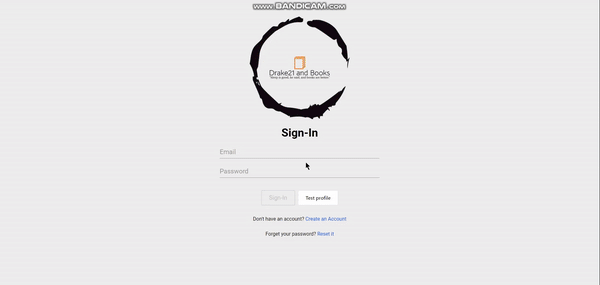 www.BANDICAM.com
Drake21 and Books
Sign-In
Email
Password
Sign In
Test profile
Don't have an account? Create an Account
Forget your password? Reset it